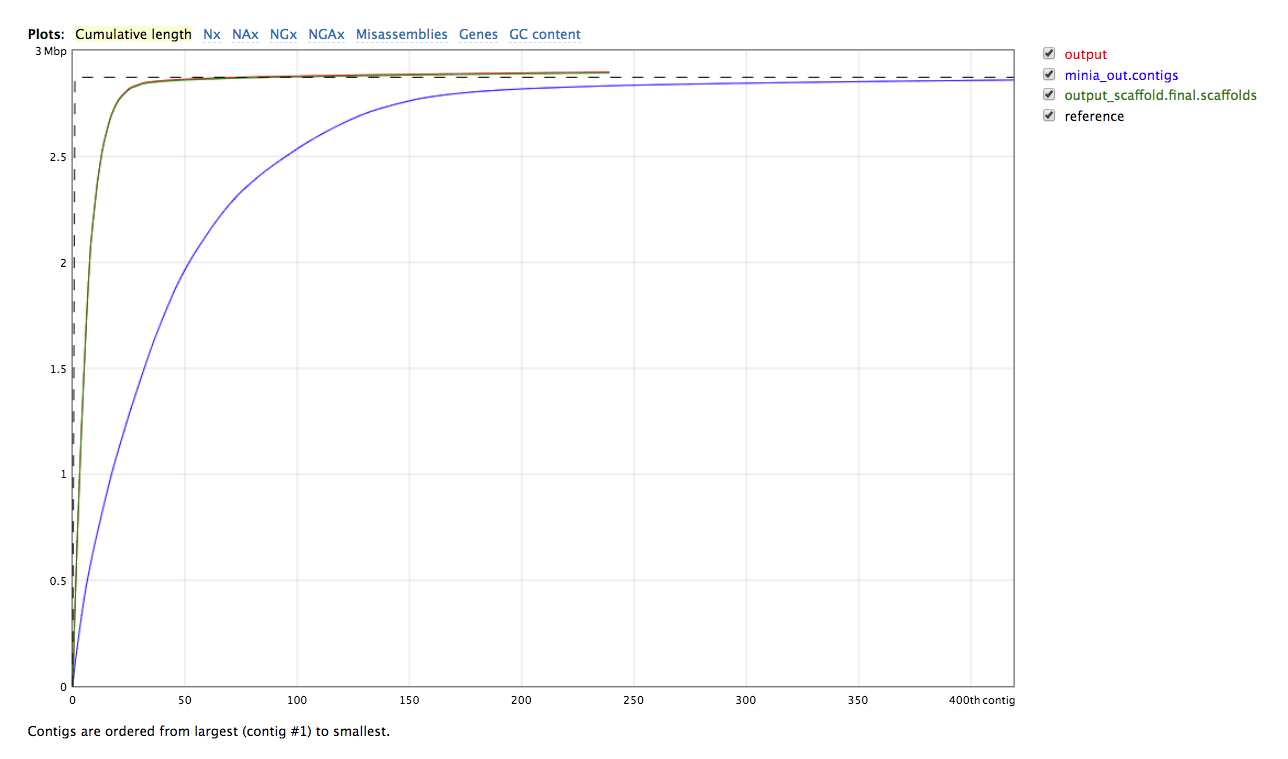 Plots: Cumulative length Nx NAx NGx NGAx Misassemblies Genes GC content
3 Mbp
2.5
2
1.5
1
0.5
0
0 50 100 150 200 250 300 350 400th contig
output
minia_out.contigs
output_scaffold.final.scaffolds
reference
Contigs are ordered from largest (contig #1) to smallest.